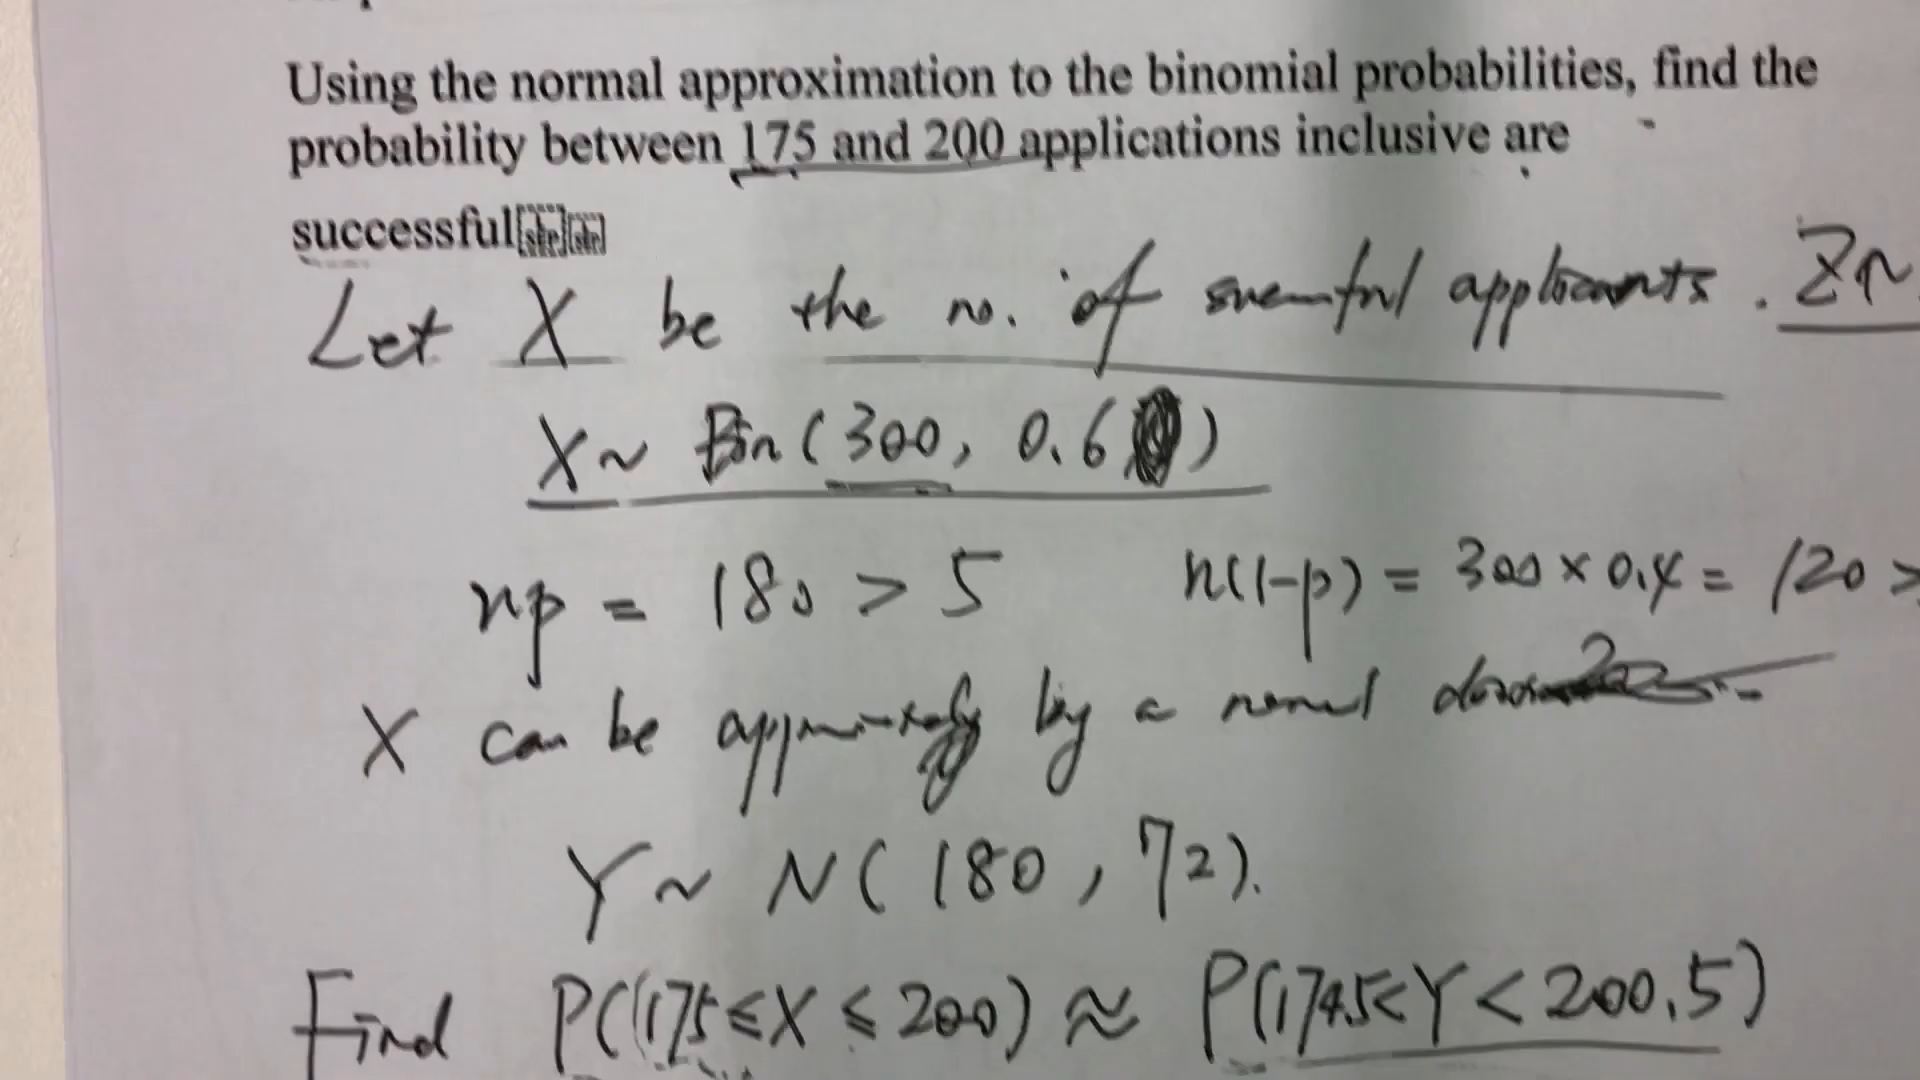 Using the normal approximation to the binomial probabilities, find the
probability between 175 and 200 applications inclusive are
successful
Let X be the no. of applicants. Z~
X ~ Bin (300, 0.6)
np = 180 > 5 n(1-p) = 300 × 0.4 = 120 >
X can be by a normal
Y ~ N( 180 , 72).
Find P(175 ≤ X ≤ 200) ≈ P(174.5 < Y < 200.5)